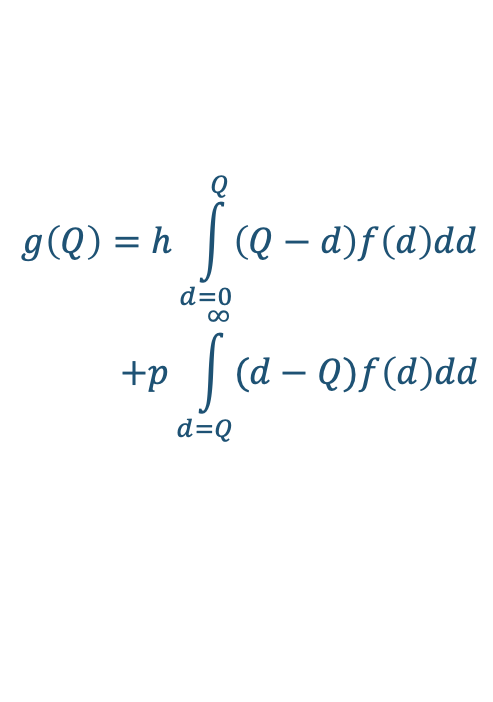 Q
g(Q) = h ∫ (Q − d)f(d)dd
d=0
∞
+p ∫ (d − Q)f(d)dd
d=Q